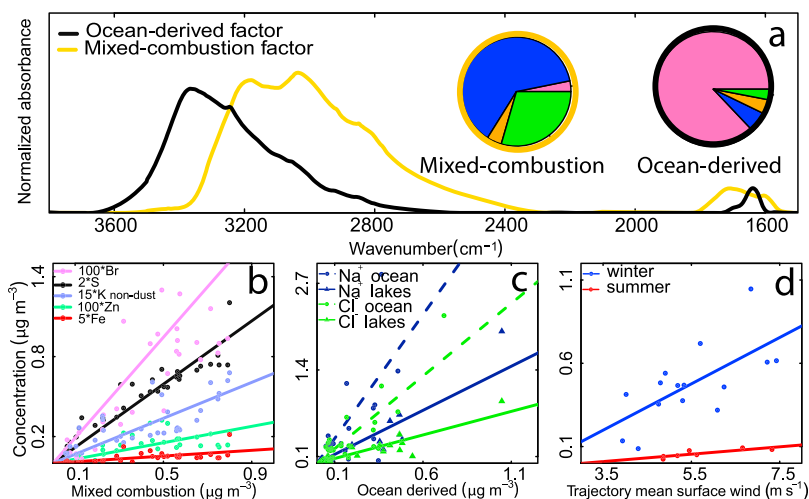 Ocean-derived factor
Mixed-combustion factor
a
Normalized absorbance
Mixed-combustion
Ocean-derived
3600 3200 2800 2400 2000 1600
Wavenumber(cm⁻¹)
b
100*Br
2*S
15*K non-dust
100*Zn
5*Fe
Concentration (µg m⁻³)
1.4
0.8
0.2
0.1 0.5 0.9
Mixed combustion (µg m⁻³)
c
Na⁺ ocean
Na⁺ lakes
Cl⁻ ocean
Cl⁻ lakes
2.7
1.4
0.1
0.1 0.6 1.1
Ocean derived (µg m⁻³)
d
winter
summer
1.1
0.6
0.1
3.5 5.5 7.5
Trajectory mean surface wind (m s⁻¹)